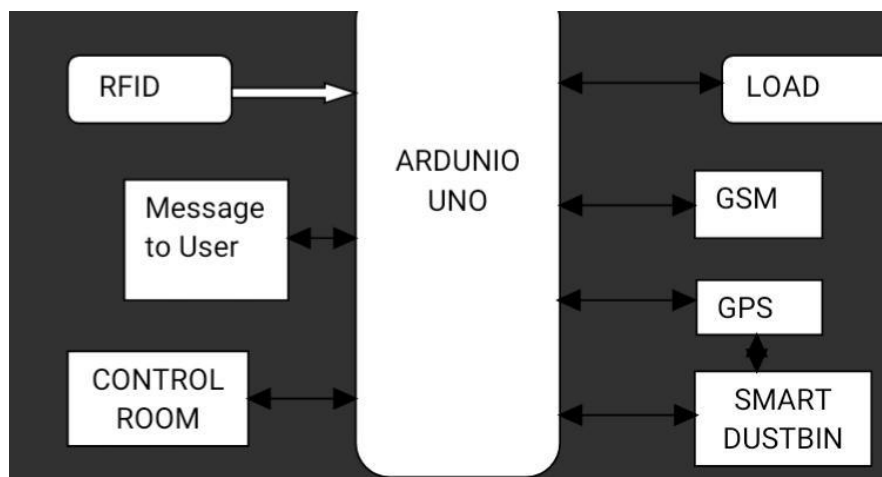 RFID
Message
to User
CONTROL
ROOM
ARDUNIO
UNO
LOAD
GSM
GPS
SMART
DUSTBIN